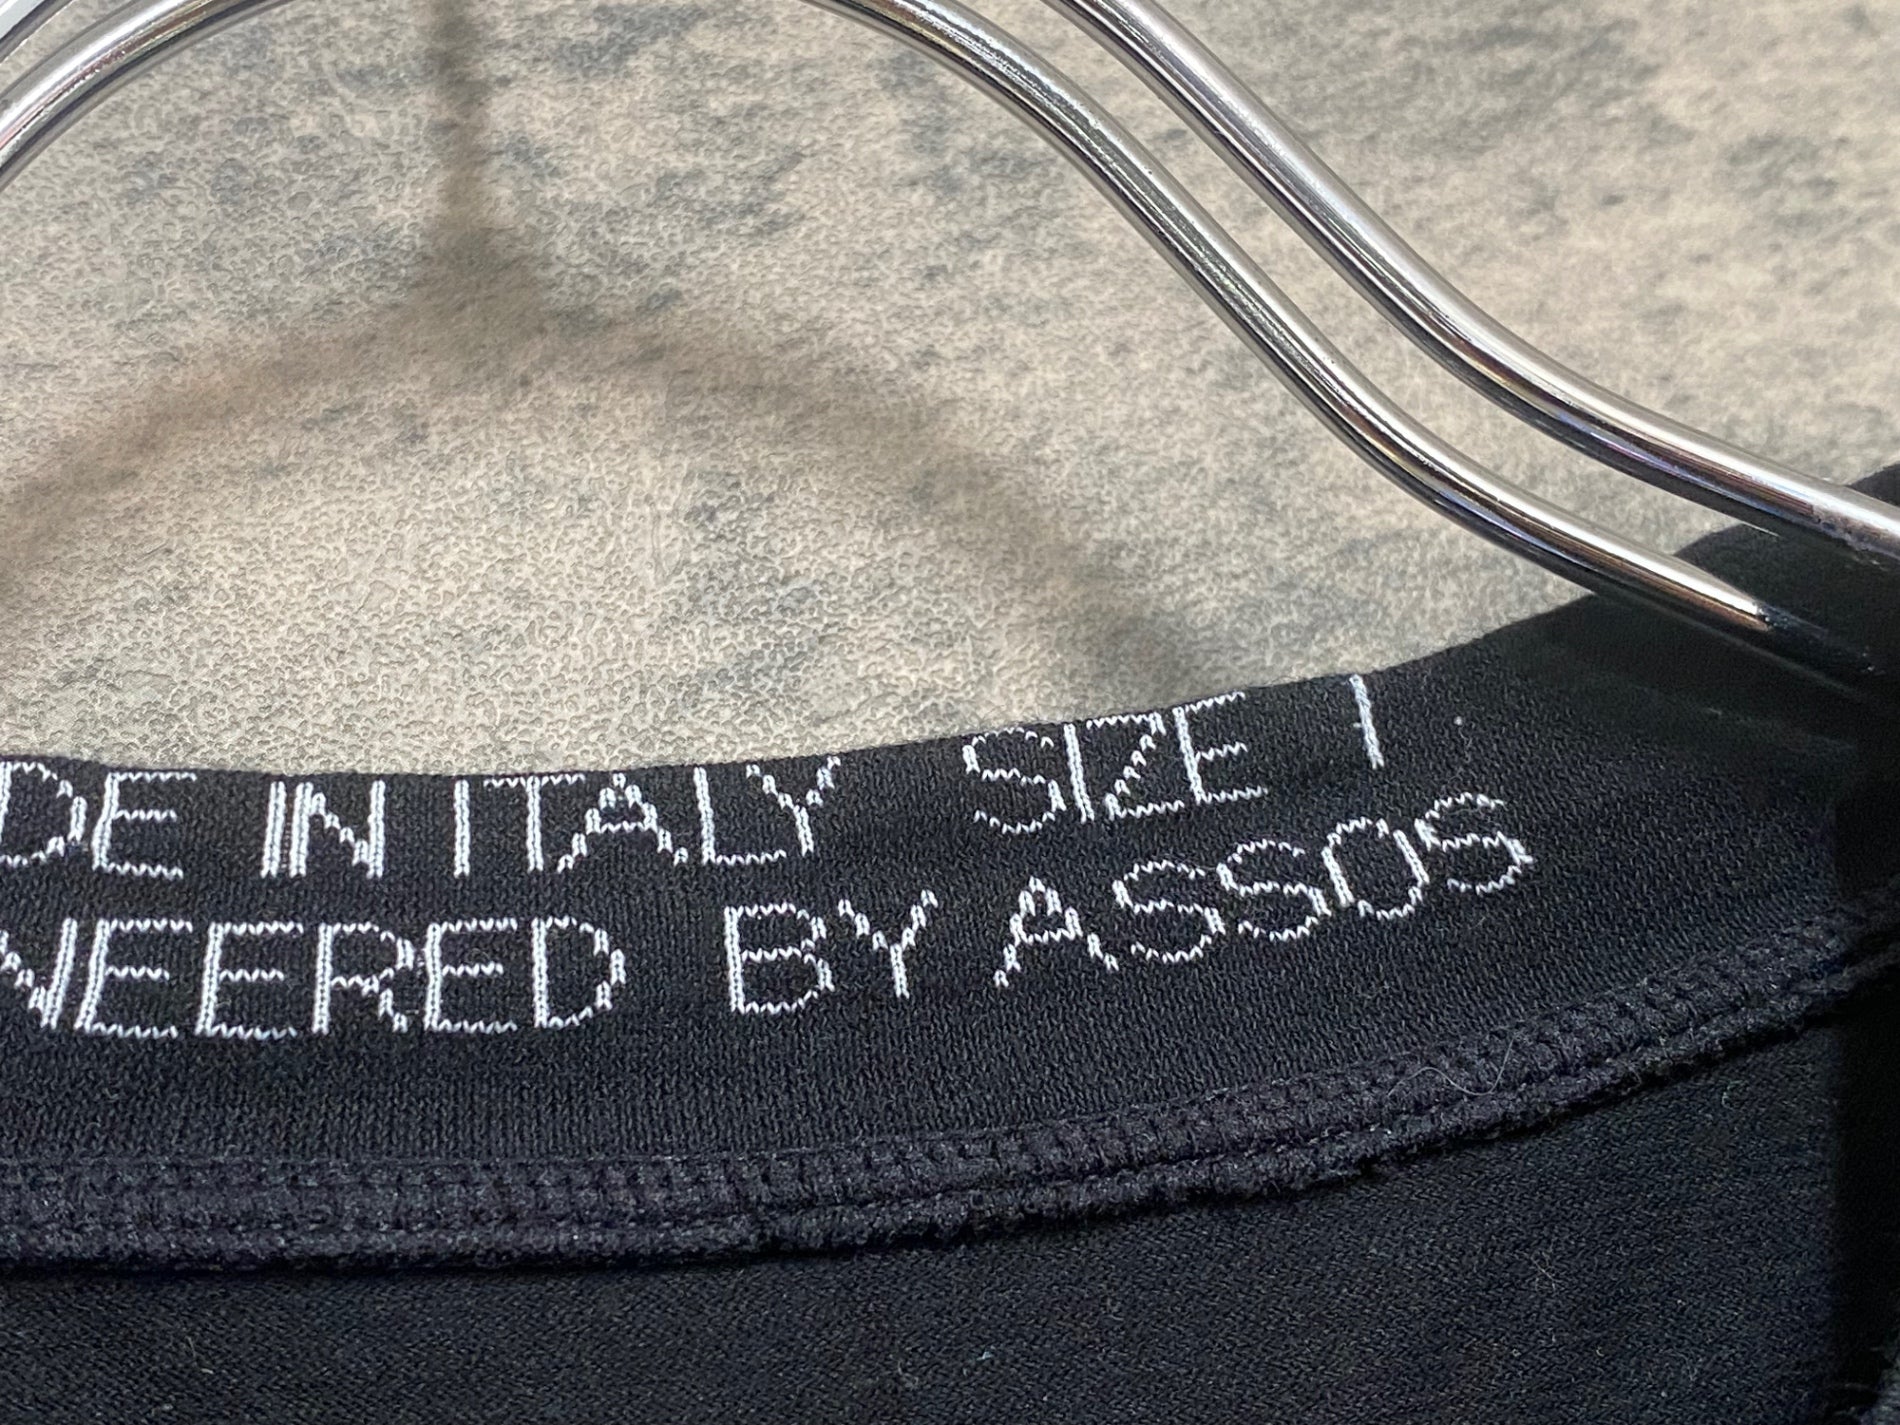 DE IN ITALY SIZE I
NEERED BY ASSOS